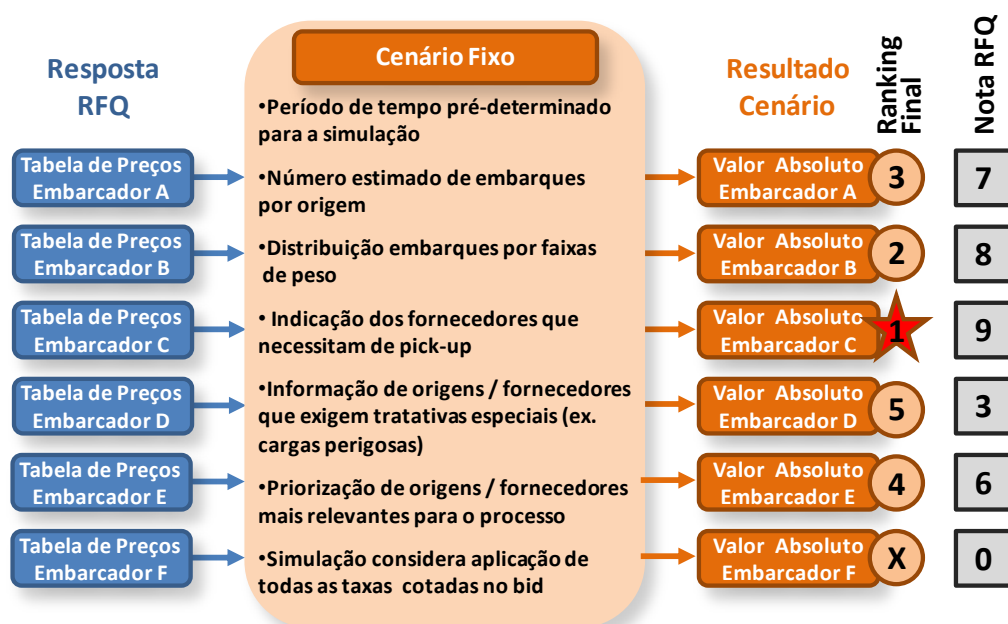 Resposta
RFQ
Tabela de Preços
Embarcador A
Tabela de Preços
Embarcador B
Tabela de Preços
Embarcador C
Tabela de Preços
Embarcador D
Tabela de Preços
Embarcador E
Tabela de Preços
Embarcador F
Cenário Fixo
•Período de tempo pré-determinado
para a simulação
•Número estimado de embarques
por origem
•Distribuição embarques por faixas
de peso
• Indicação dos fornecedores que
necessitam de pick-up
•Informação de origens / fornecedores
que exigem tratativas especiais (ex.
cargas perigosas)
•Priorização de origens / fornecedores
mais relevantes para o processo
•Simulação considera aplicação de
todas as taxas cotadas no bid
Resultado
Cenário
Valor Absoluto
Embarcador A
Valor Absoluto
Embarcador B
Valor Absoluto
Embarcador C
Valor Absoluto
Embarcador D
Valor Absoluto
Embarcador E
Valor Absoluto
Embarcador F
Ranking
Final
3
2
1
5
4
X
Nota RFQ
7
8
9
3
6
0